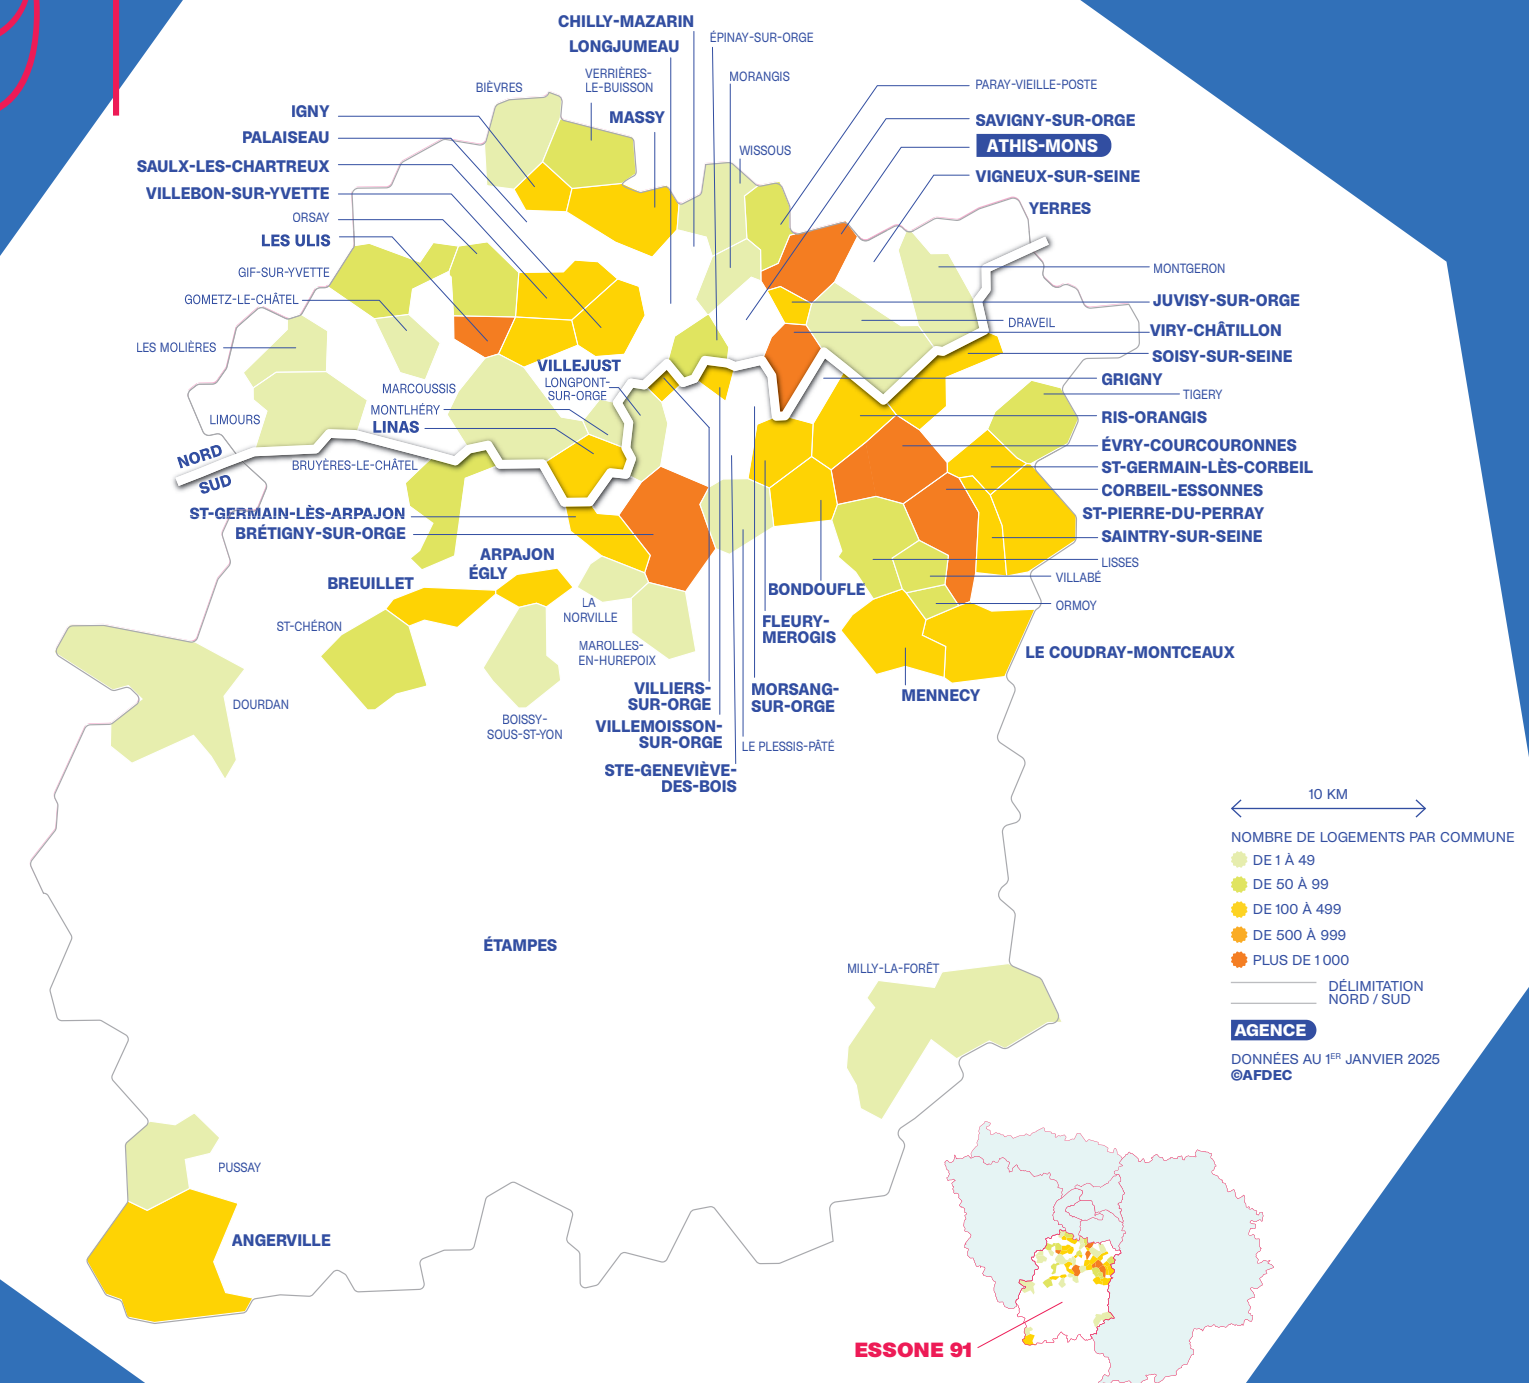 91
CHILLY-MAZARIN
LONGJUMEAU
ÉPINAY-SUR-ORGE
BIÈVRES
VERRIÈRES-
LE-BUISSON
MORANGIS
PARAY-VIEILLE-POSTE
IGNY
MASSY
SAVIGNY-SUR-ORGE
PALAISEAU
WISSOUS
ATHIS-MONS
SAULX-LES-CHARTREUX
VIGNEUX-SUR-SEINE
VILLEBON-SUR-YVETTE
YERRES
ORSAY
LES ULIS
GIF-SUR-YVETTE
MONTGERON
GOMETZ-LE-CHÂTEL
JUVISY-SUR-ORGE
DRAVEIL
VIRY-CHÂTILLON
LES MOLIÈRES
SOISY-SUR-SEINE
VILLEJUST
GRIGNY
MARCOUSSIS
LONGPONT-
SUR-ORGE
TIGERY
LIMOURS
MONTLHÉRY
RIS-ORANGIS
LINAS
ÉVRY-COURCOURONNES
NORD
SUD
BRUYÈRES-LE-CHÂTEL
ST-GERMAIN-LÈS-CORBEIL
CORBEIL-ESSONNES
ST-GERMAIN-LÈS-ARPAJON
ST-PIERRE-DU-PERRAY
BRÉTIGNY-SUR-ORGE
SAINTRY-SUR-SEINE
ARPAJON
LISSES
ÉGLY
VILLABÉ
BREUILLET
BONDOUFLE
LA
NORVILLE
ORMOY
ST-CHÉRON
FLEURY-
MEROGIS
MAROLLES-
EN-HUREPOIX
LE COUDRAY-MONTCEAUX
VILLIERS-
SUR-ORGE
MORSANG-
SUR-ORGE
MENNECY
DOURDAN
BOISSY-
SOUS-ST-YON
VILLEMOISSON-
SUR-ORGE
LE PLESSIS-PÂTÉ
STE-GENEVIÈVE-
DES-BOIS
10 KM
NOMBRE DE LOGEMENTS PAR COMMUNE
DE 1 À 49
DE 50 À 99
DE 100 À 499
DE 500 À 999
PLUS DE 1 000
DÉLIMITATION
NORD / SUD
AGENCE
DONNÉES AU 1ER JANVIER 2025
©AFDEC
ÉTAMPES
MILLY-LA-FORÊT
PUSSAY
ANGERVILLE
ESSONE 91